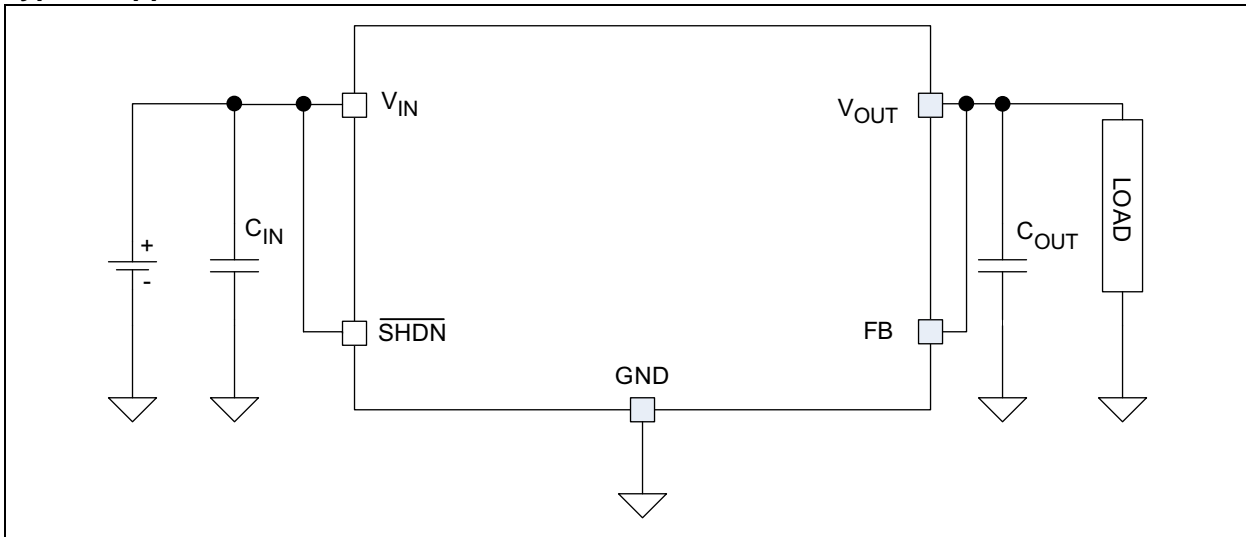 V_IN
V_OUT
C_IN
+
-
C_OUT
LOAD
SHDN
FB
GND